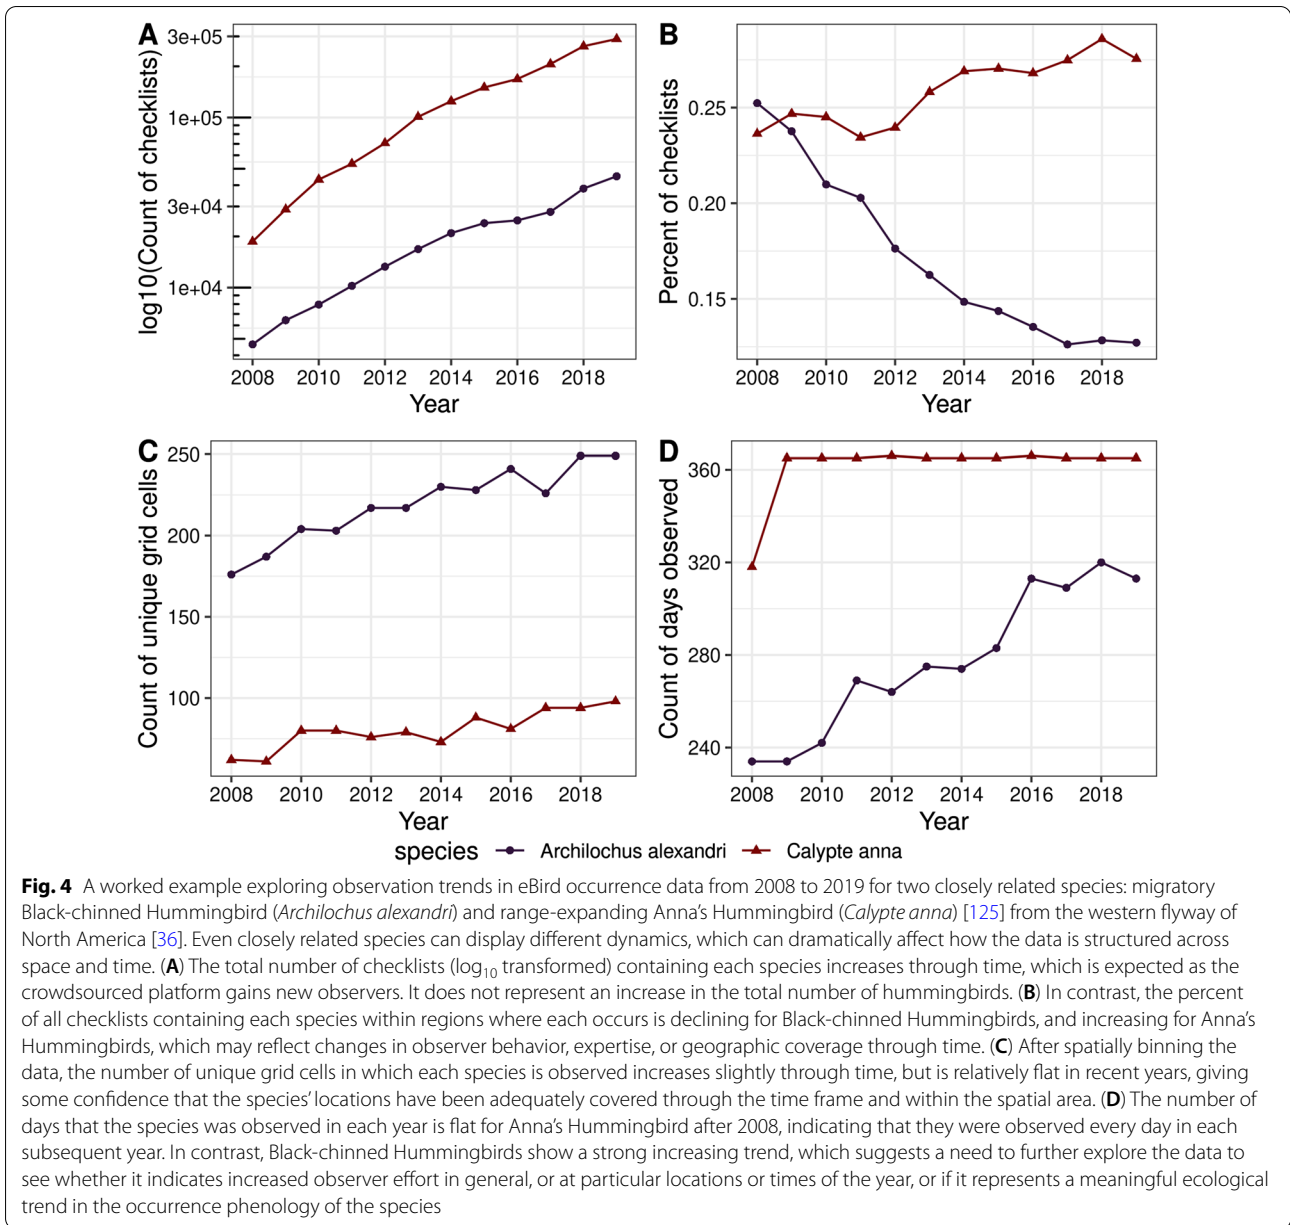 A
3e+05
1e+05
3e+04
1e+04
log10(Count of checklists)
2008 2010 2012 2014 2016 2018
Year
B
0.25
0.20
0.15
Percent of checklists
2008 2010 2012 2014 2016 2018
Year
C
250
200
150
100
Count of unique grid cells
2008 2010 2012 2014 2016 2018
Year
D
360
320
280
240
Count of days observed
2008 2010 2012 2014 2016 2018
Year
species Archilochus alexandri Calypte anna
Fig. 4 A worked example exploring observation trends in eBird occurrence data from 2008 to 2019 for two closely related species: migratory
Black-chinned Hummingbird (Archilochus alexandri) and range-expanding Anna's Hummingbird (Calypte anna) [125] from the western flyway of
North America [36]. Even closely related species can display different dynamics, which can dramatically affect how the data is structured across
space and time. (A) The total number of checklists (log10 transformed) containing each species increases through time, which is expected as the
crowdsourced platform gains new observers. It does not represent an increase in the total number of hummingbirds. (B) In contrast, the percent
of all checklists containing each species within regions where each occurs is declining for Black-chinned Hummingbirds, and increasing for Anna's
Hummingbirds, which may reflect changes in observer behavior, expertise, or geographic coverage through time. (C) After spatially binning the
data, the number of unique grid cells in which each species is observed increases slightly through time, but is relatively flat in recent years, giving
some confidence that the species' locations have been adequately covered through the time frame and within the spatial area. (D) The number of
days that the species was observed in each year is flat for Anna's Hummingbird after 2008, indicating that they were observed every day in each
subsequent year. In contrast, Black-chinned Hummingbirds show a strong increasing trend, which suggests a need to further explore the data to
see whether it indicates increased observer effort in general, or at particular locations or times of the year, or if it represents a meaningful ecological
trend in the occurrence phenology of the species